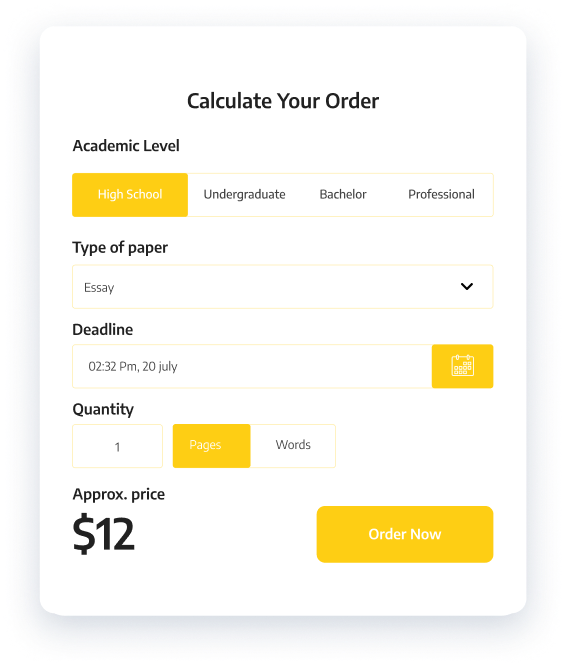 Calculate Your Order
Academic Level
High School Undergraduate Bachelor Professional
Type of paper
Essay
Deadline
02:32 Pm, 20 july
Quantity
1 Pages Words
Approx. price
$12
Order Now